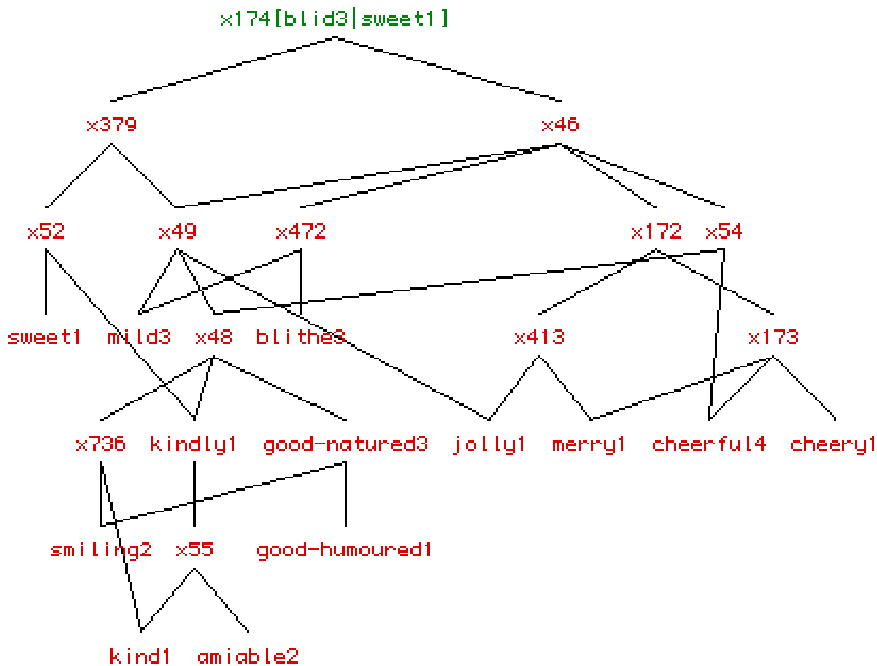 x174[blid3|sweet1]
x379 x46
x52 x49 x472 x172 x54
sweet1 mild3 x48 blithe3 x413 x173
x736 kindly1 good-natured3 jolly1 merry1 cheerful4 cheery1
smiling2 x55 good-humoured1
kind1 amiable2